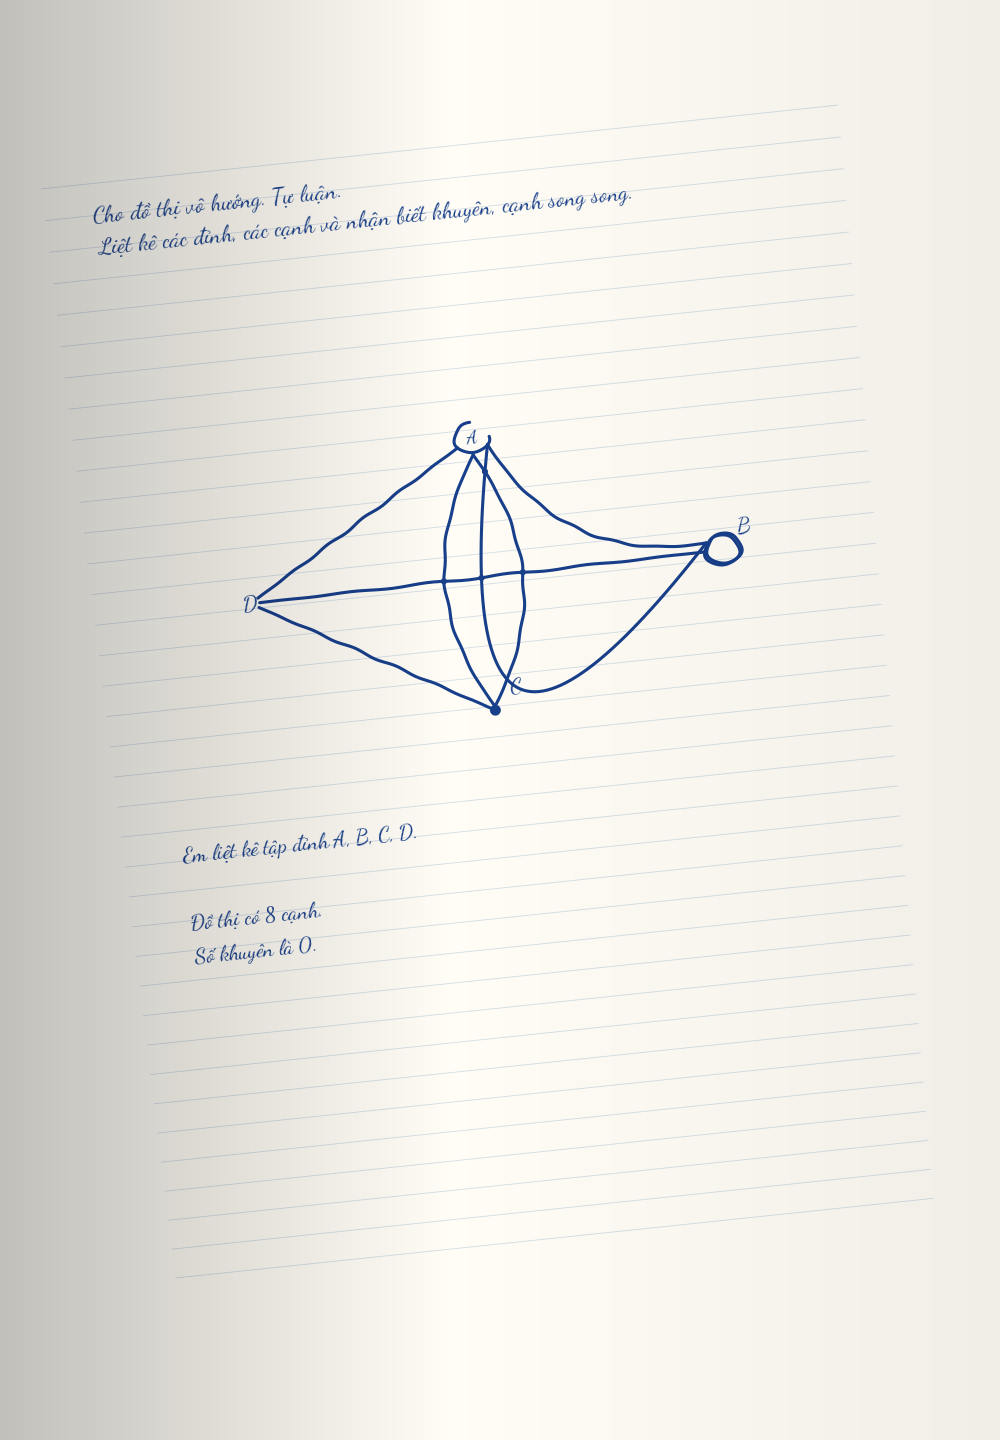 Cho đồ thị vô hướng. Tự luận.
Liệt kê các đỉnh, các cạnh và nhận biết khuyên, cạnh song song.
A
B
D
C
Em liệt kê tập đỉnh A, B, C, D.
Đồ thị có 8 cạnh.
Số khuyên là 0.